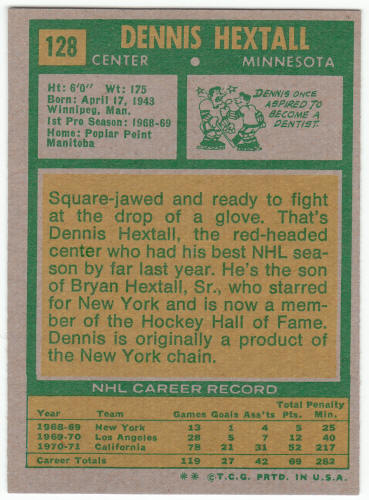 128
DENNIS HEXTALL
CENTER • MINNESOTA
Ht: 6'0" Wt: 175
Born: April 17, 1943
Winnipeg, Man.
1st Pro Season: 1968-69
Home: Poplar Point
Manitoba
DENNIS ONCE
ASPIRED TO
BECOME A
DENTIST.
Square-jawed and ready to fight
at the drop of a glove. That's
Dennis Hextall, the red-headed
center who had his best NHL sea-
son by far last year. He's the son
of Bryan Hextall, Sr., who starred
for New York and is now a mem-
ber of the Hockey Hall of Fame.
Dennis is originally a product of
the New York chain.
NHL CAREER RECORD
Total Penalty
Year Team Games Goals Ass'ts Pts. Min.
1968-69 New York 13 1 4 5 25
1969-70 Los Angeles 28 5 7 12 40
1970-71 California 78 21 31 52 217
Career Totals 119 27 42 69 282
** © T.C.G. PRTD. IN U.S.A.